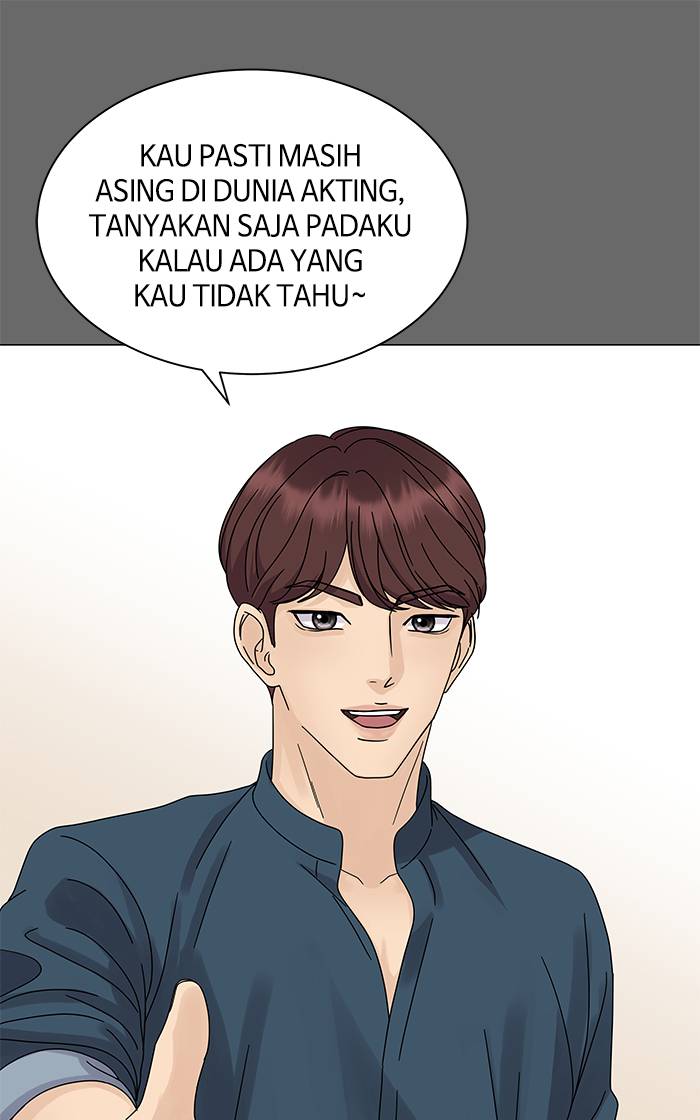 KAU PASTI MASIH
ASING DI DUNIA AKTING,
TANYAKAN SAJA PADAKU
KALAU ADA YANG
KAU TIDAK TAHU~